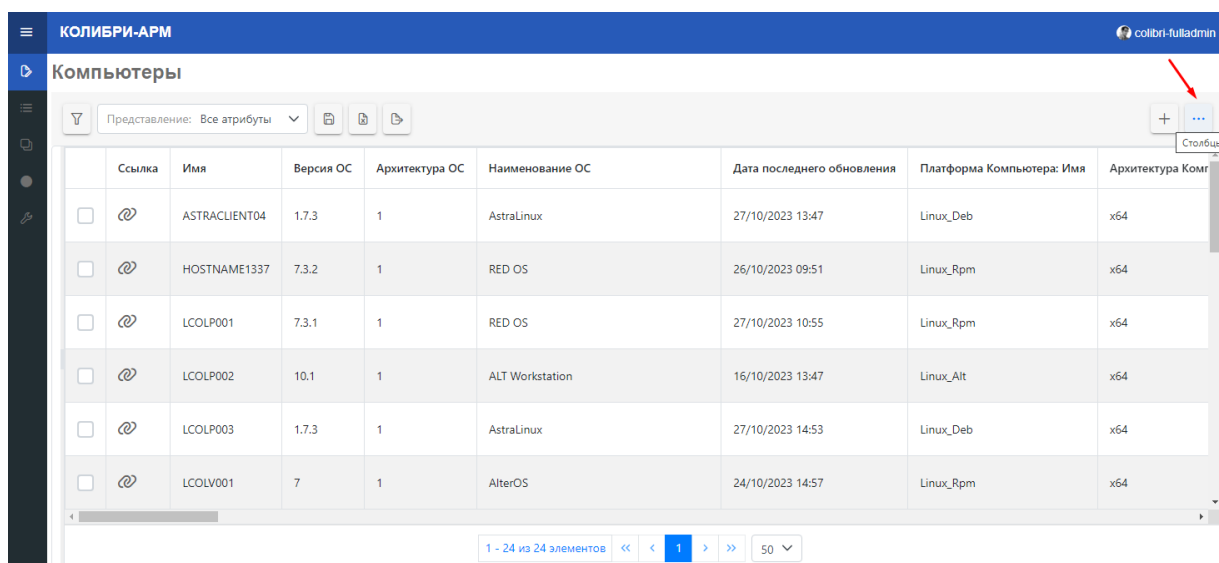 КОЛИБРИ-АРМ
colibri-fulladmin
Компьютеры
Представление: Все атрибуты
Столбцы
Ссылка Имя Версия ОС Архитектура ОС Наименование ОС Дата последнего обновления Платформа Компьютера: Имя Архитектура Комп
ASTRACLIENT04 1.7.3 1 AstraLinux 27/10/2023 13:47 Linux_Deb x64
HOSTNAME1337 7.3.2 1 RED OS 26/10/2023 09:51 Linux_Rpm x64
LCOLP001 7.3.1 1 RED OS 27/10/2023 10:55 Linux_Rpm x64
LCOLP002 10.1 1 ALT Workstation 16/10/2023 13:47 Linux_Alt x64
LCOLP003 1.7.3 1 AstraLinux 27/10/2023 14:53 Linux_Deb x64
LCOLV001 7 1 AlterOS 24/10/2023 14:57 Linux_Rpm x64
1 - 24 из 24 элементов 1 50